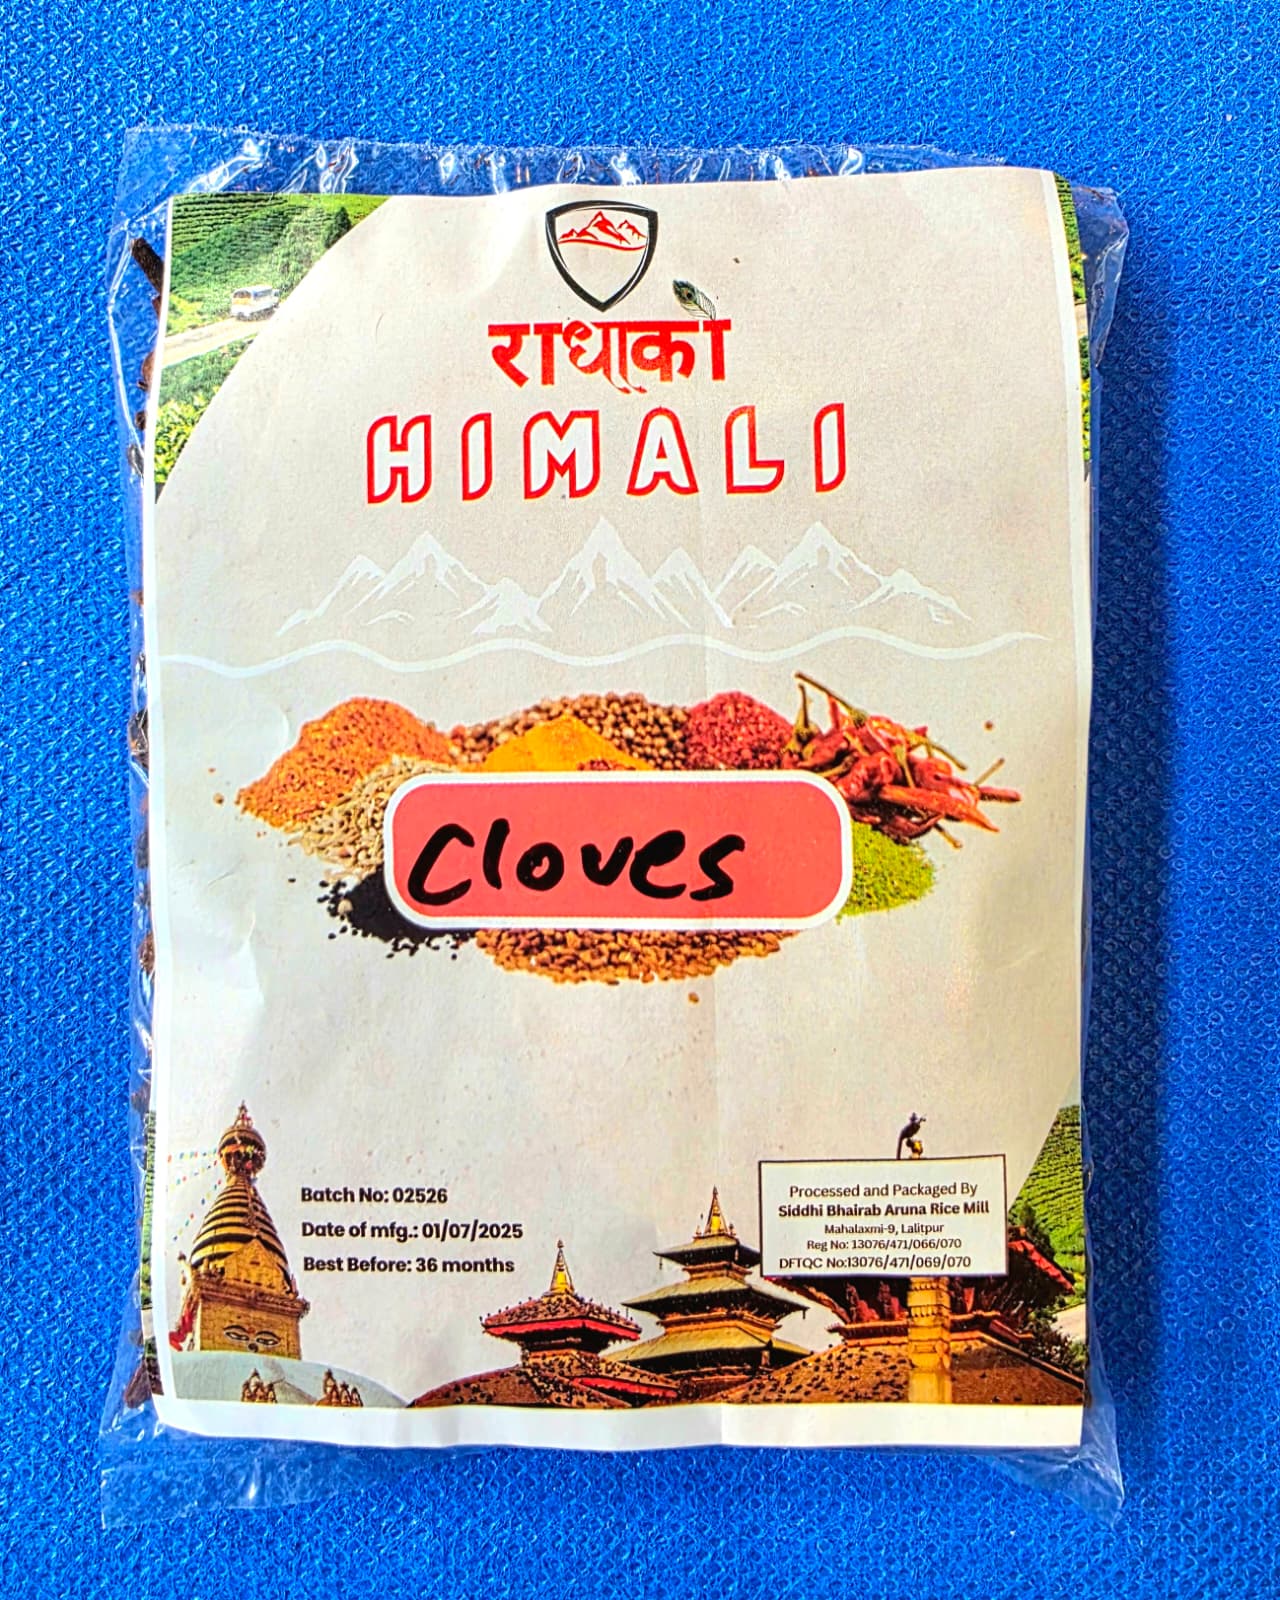 राधाको
HIMALI
Cloves
Batch No: 02526
Date of mfg.: 01/07/2025
Best Before: 36 months
Processed and Packaged By
Siddhi Bhairab Aruna Rice Mill
Mahalaxmi-9, Lalitpur
Reg No: 13076/471/066/070
DFTQC No:13076/471/069/070